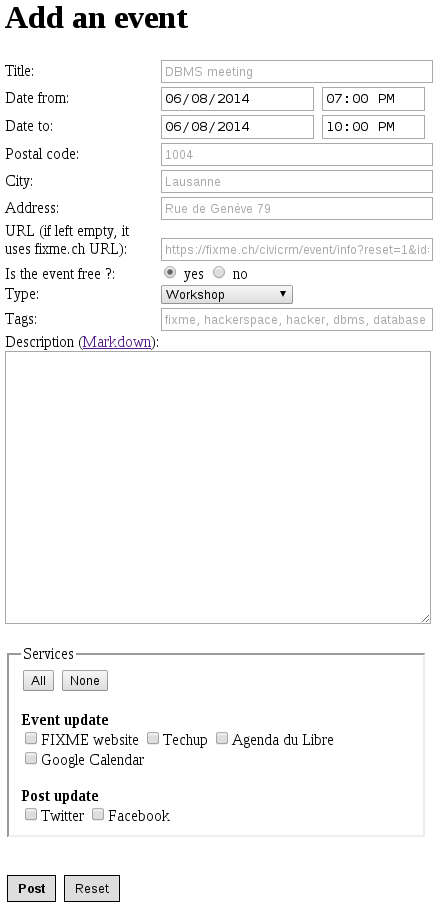 Add an event
Title: DBMS meeting
Date from: 06/08/2014 07:00 PM
Date to: 06/08/2014 10:00 PM
Postal code: 1004
City: Lausanne
Address: Rue de Genève 79
URL (if left empty, it
uses fixme.ch URL): https://fixme.ch/civicrm/event/info?reset=1&id=
Is the event free ?: yes no
Type: Workshop
Tags: fixme, hackerspace, hacker, dbms, database
Description (Markdown):
Services
All None
Event update
FIXME website Techup Agenda du Libre
Google Calendar
Post update
Twitter Facebook
Post Reset